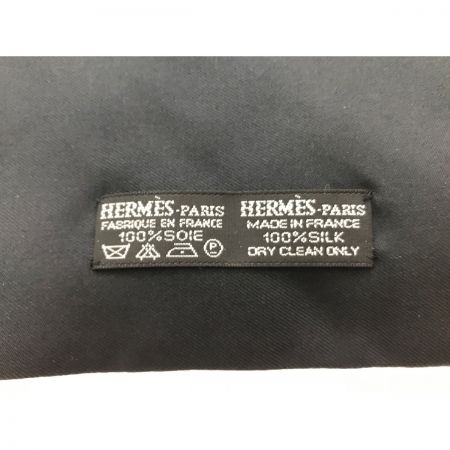 HERMÈS-PARIS
FABRIQUE EN FRANCE
100% SOIE
P
HERMÈS-PARIS
MADE IN FRANCE
100% SILK
DRY CLEAN ONLY